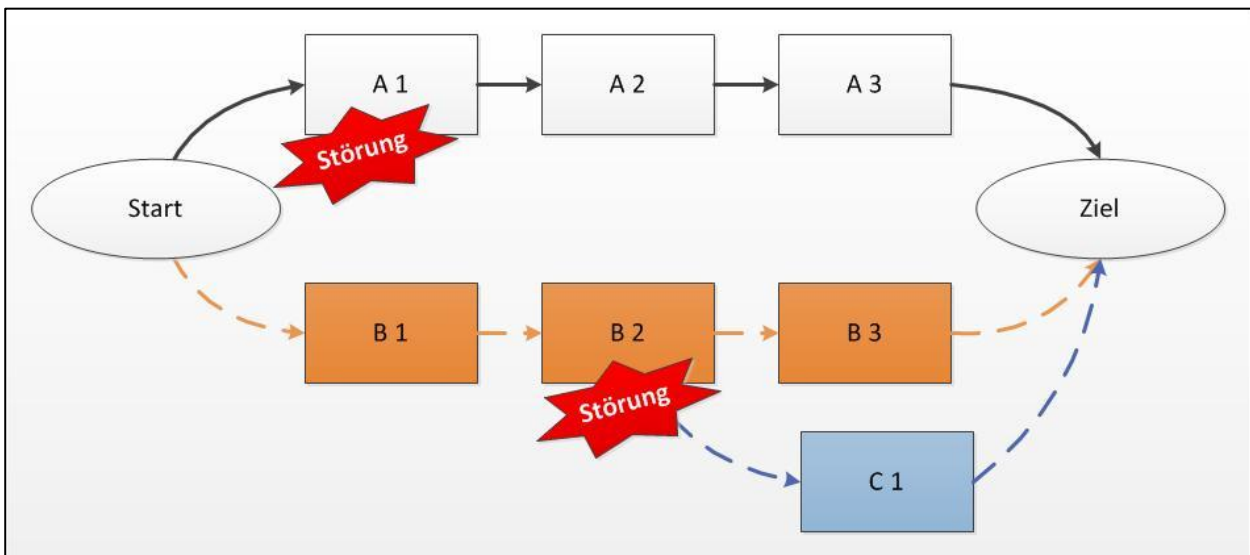 A 1
A 2
A 3
Störung
Start
Ziel
B 1
B 2
B 3
Störung
C 1